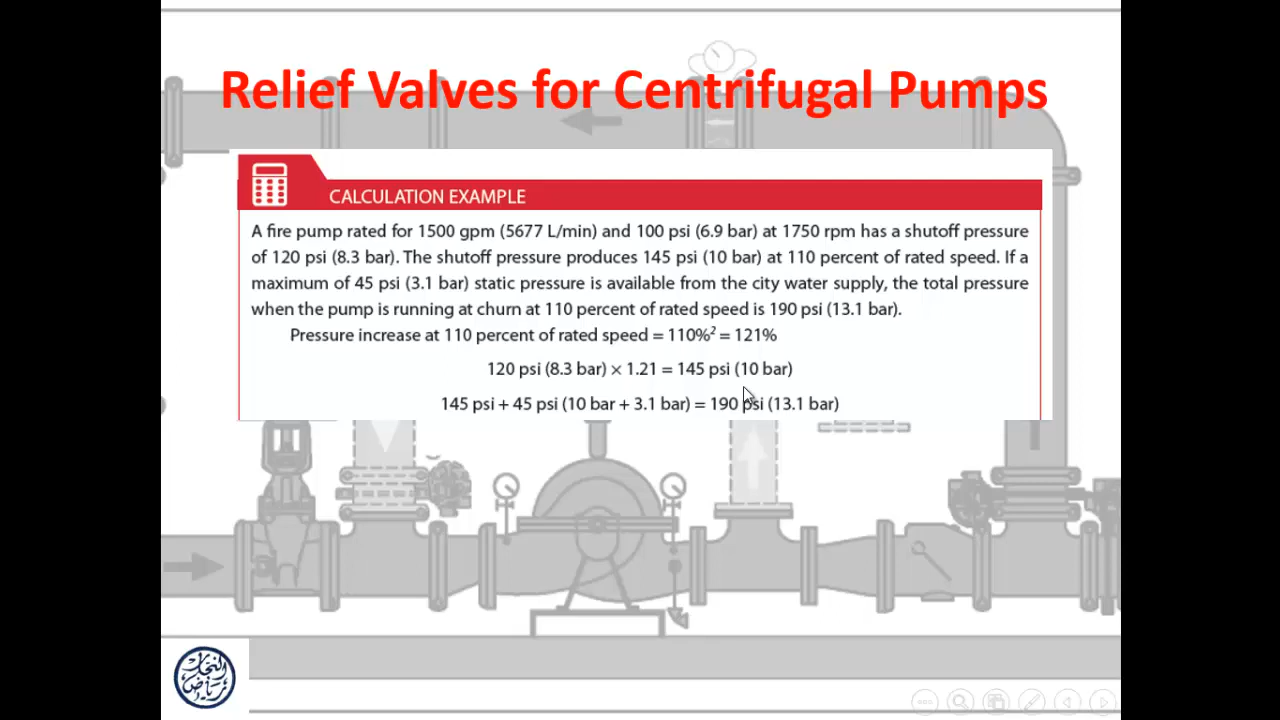 Relief Valves for Centrifugal Pumps
CALCULATION EXAMPLE
A fire pump rated for 1500 gpm (5677 L/min) and 100 psi (6.9 bar) at 1750 rpm has a shutoff pressure
of 120 psi (8.3 bar). The shutoff pressure produces 145 psi (10 bar) at 110 percent of rated speed. If a
maximum of 45 psi (3.1 bar) static pressure is available from the city water supply, the total pressure
when the pump is running at churn at 110 percent of rated speed is 190 psi (13.1 bar).
Pressure increase at 110 percent of rated speed = 110%² = 121%
120 psi (8.3 bar) × 1.21 = 145 psi (10 bar)
145 psi + 45 psi (10 bar + 3.1 bar) = 190 psi (13.1 bar)